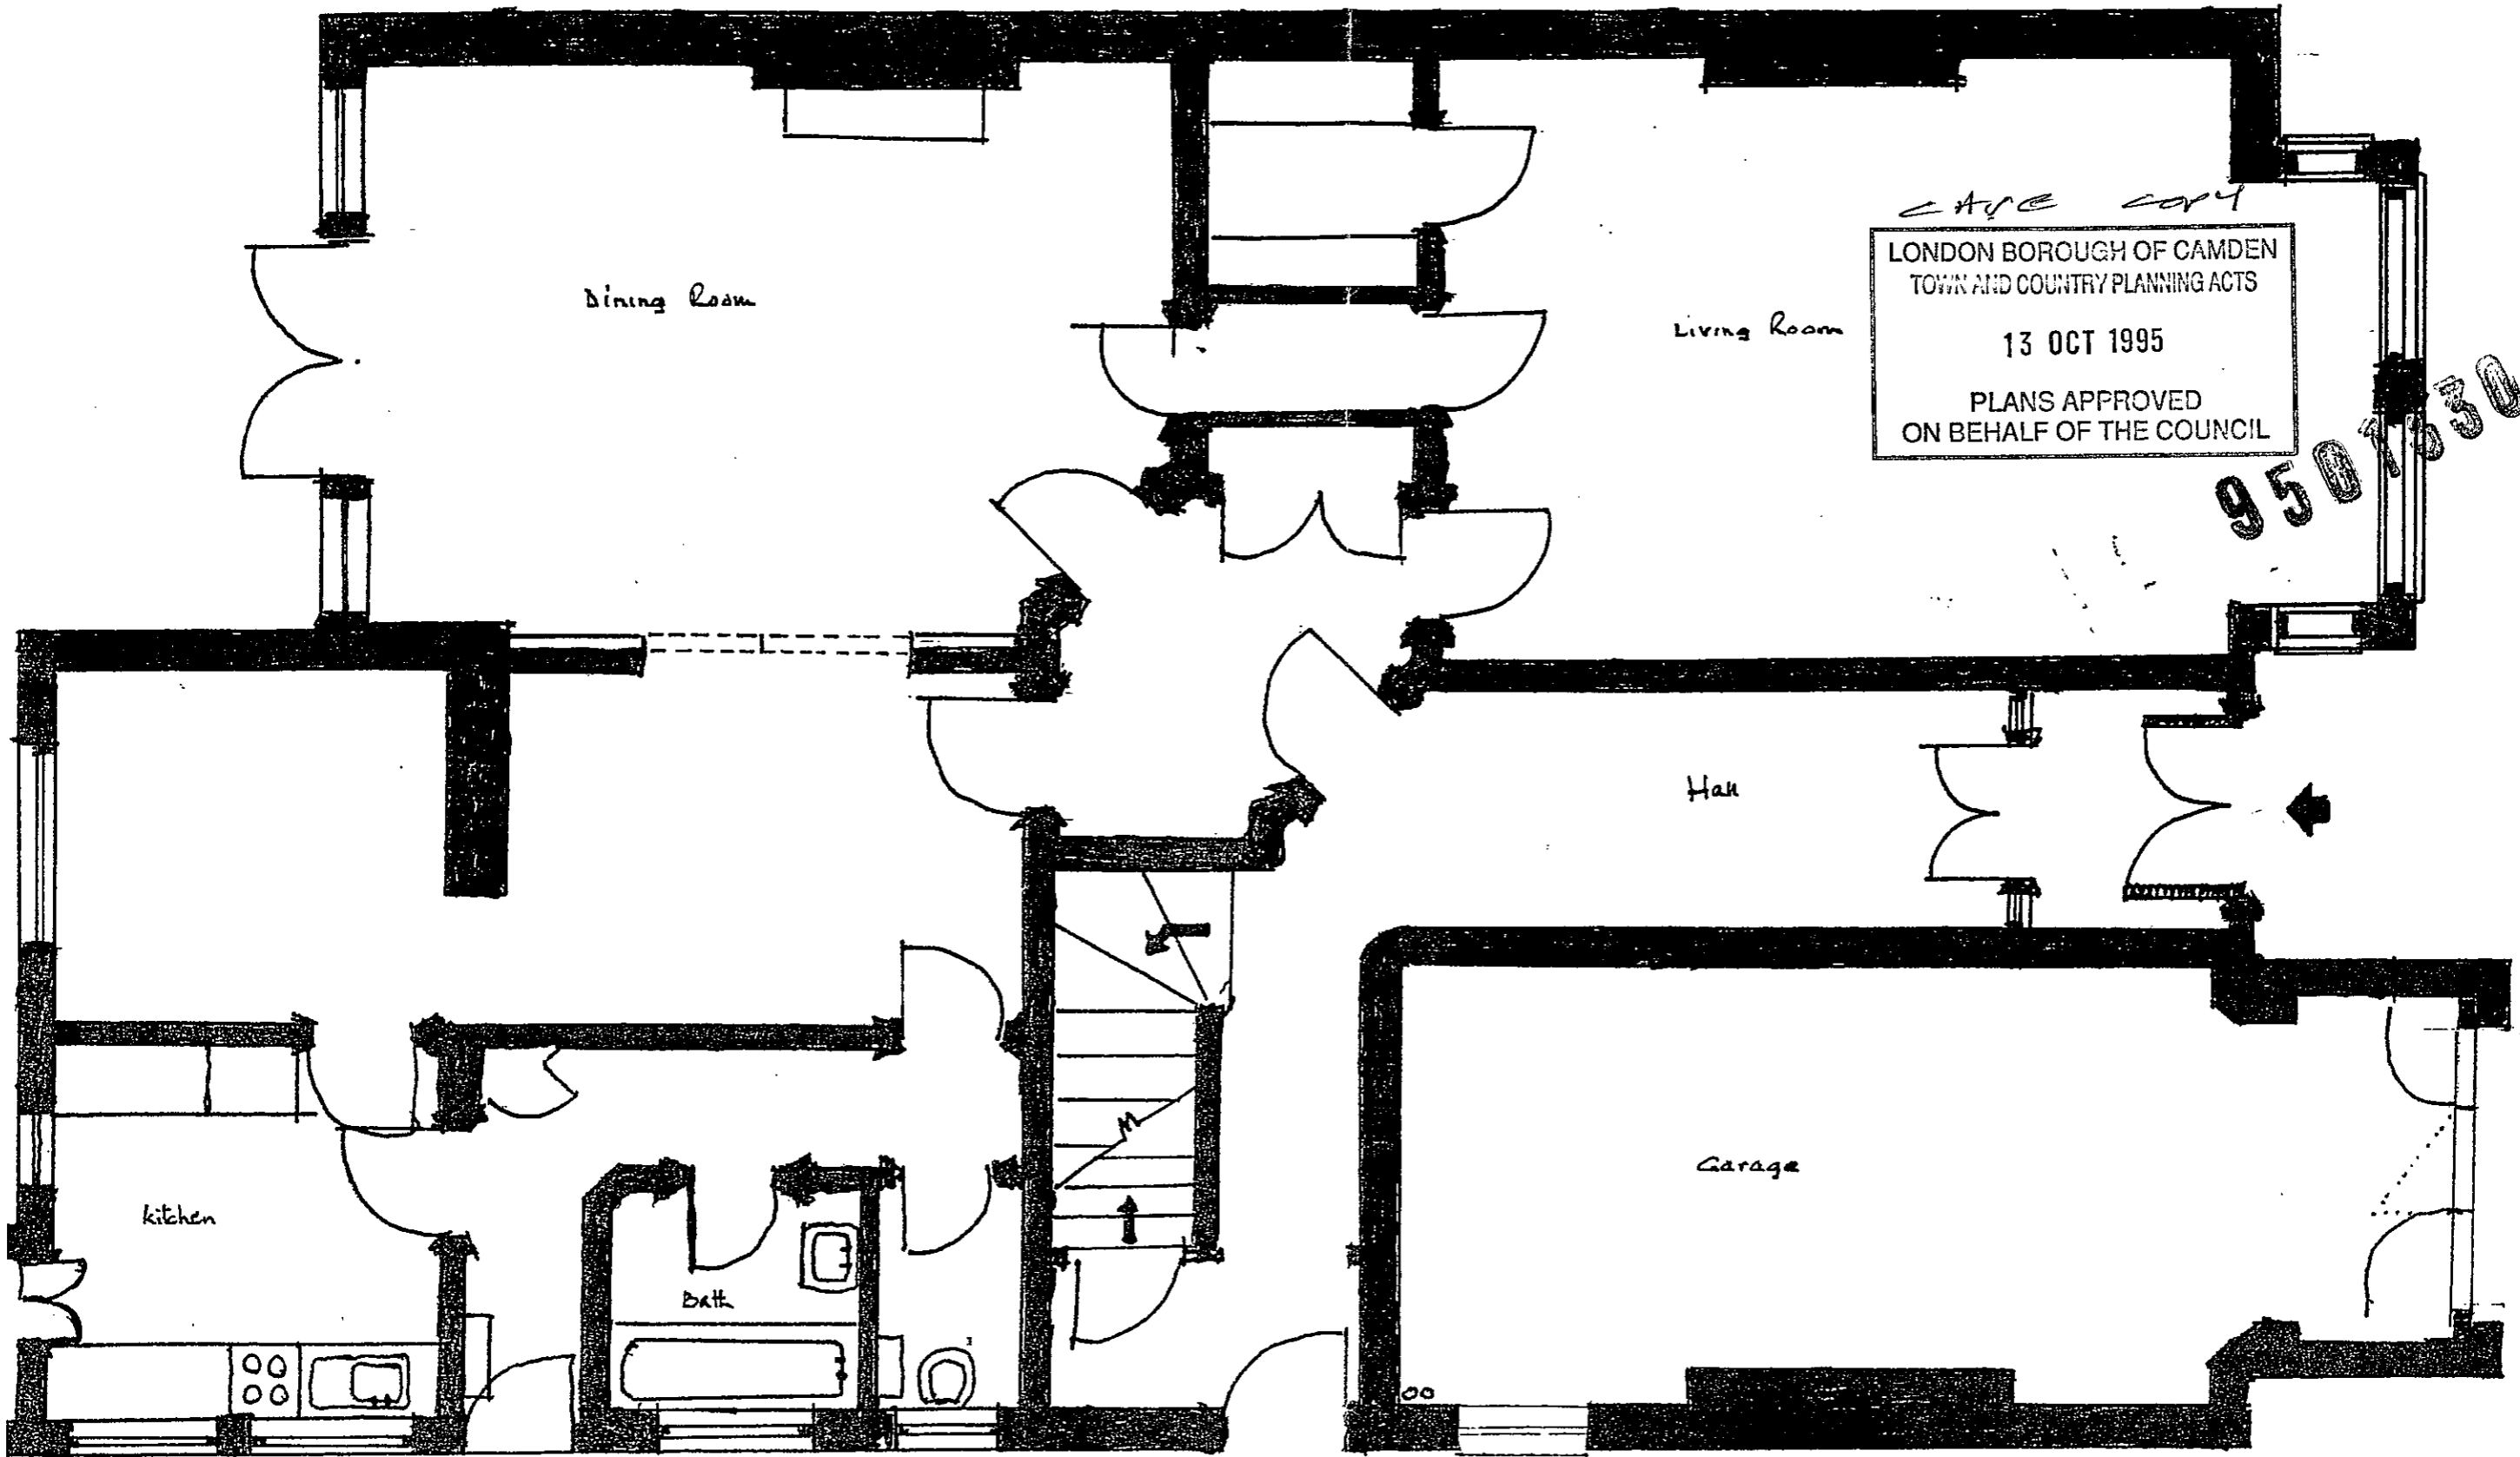 Dining Room
Living Room
CASE COPY
LONDON BOROUGH OF CAMDEN
TOWN AND COUNTRY PLANNING ACTS
13 OCT 1995
PLANS APPROVED
ON BEHALF OF THE COUNCIL
Hall
Garage
kitchen
Bath